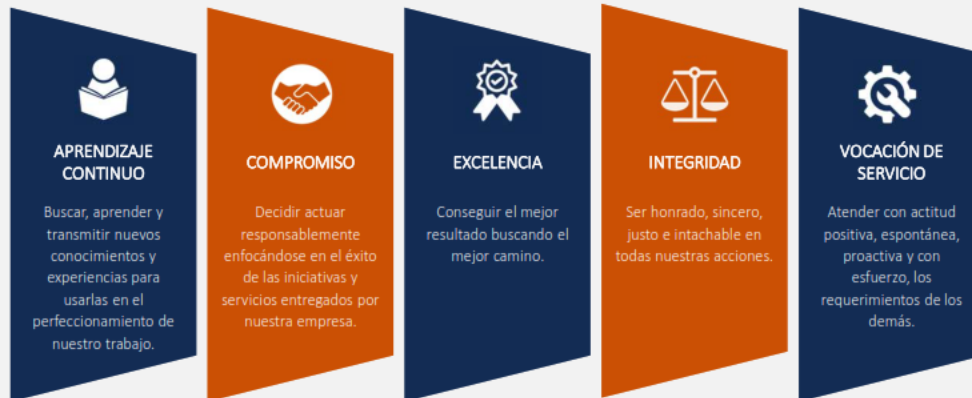 APRENDIZAJE
CONTINUO
Buscar, aprender y
transmitir nuevos
conocimientos y
experiencias para
usarlas en el
perfeccionamiento de
nuestro trabajo.
COMPROMISO
Decidir actuar
responsablemente
enfocándose en el éxito
de las iniciativas y
servicios entregados por
nuestra empresa.
EXCELENCIA
Conseguir el mejor
resultado buscando el
mejor camino.
INTEGRIDAD
Ser honrado, sincero,
justo e intachable en
todas nuestras acciones.
VOCACIÓN DE
SERVICIO
Atender con actitud
positiva, espontánea,
proactiva y con
esfuerzo, los
requerimientos de los
demás.